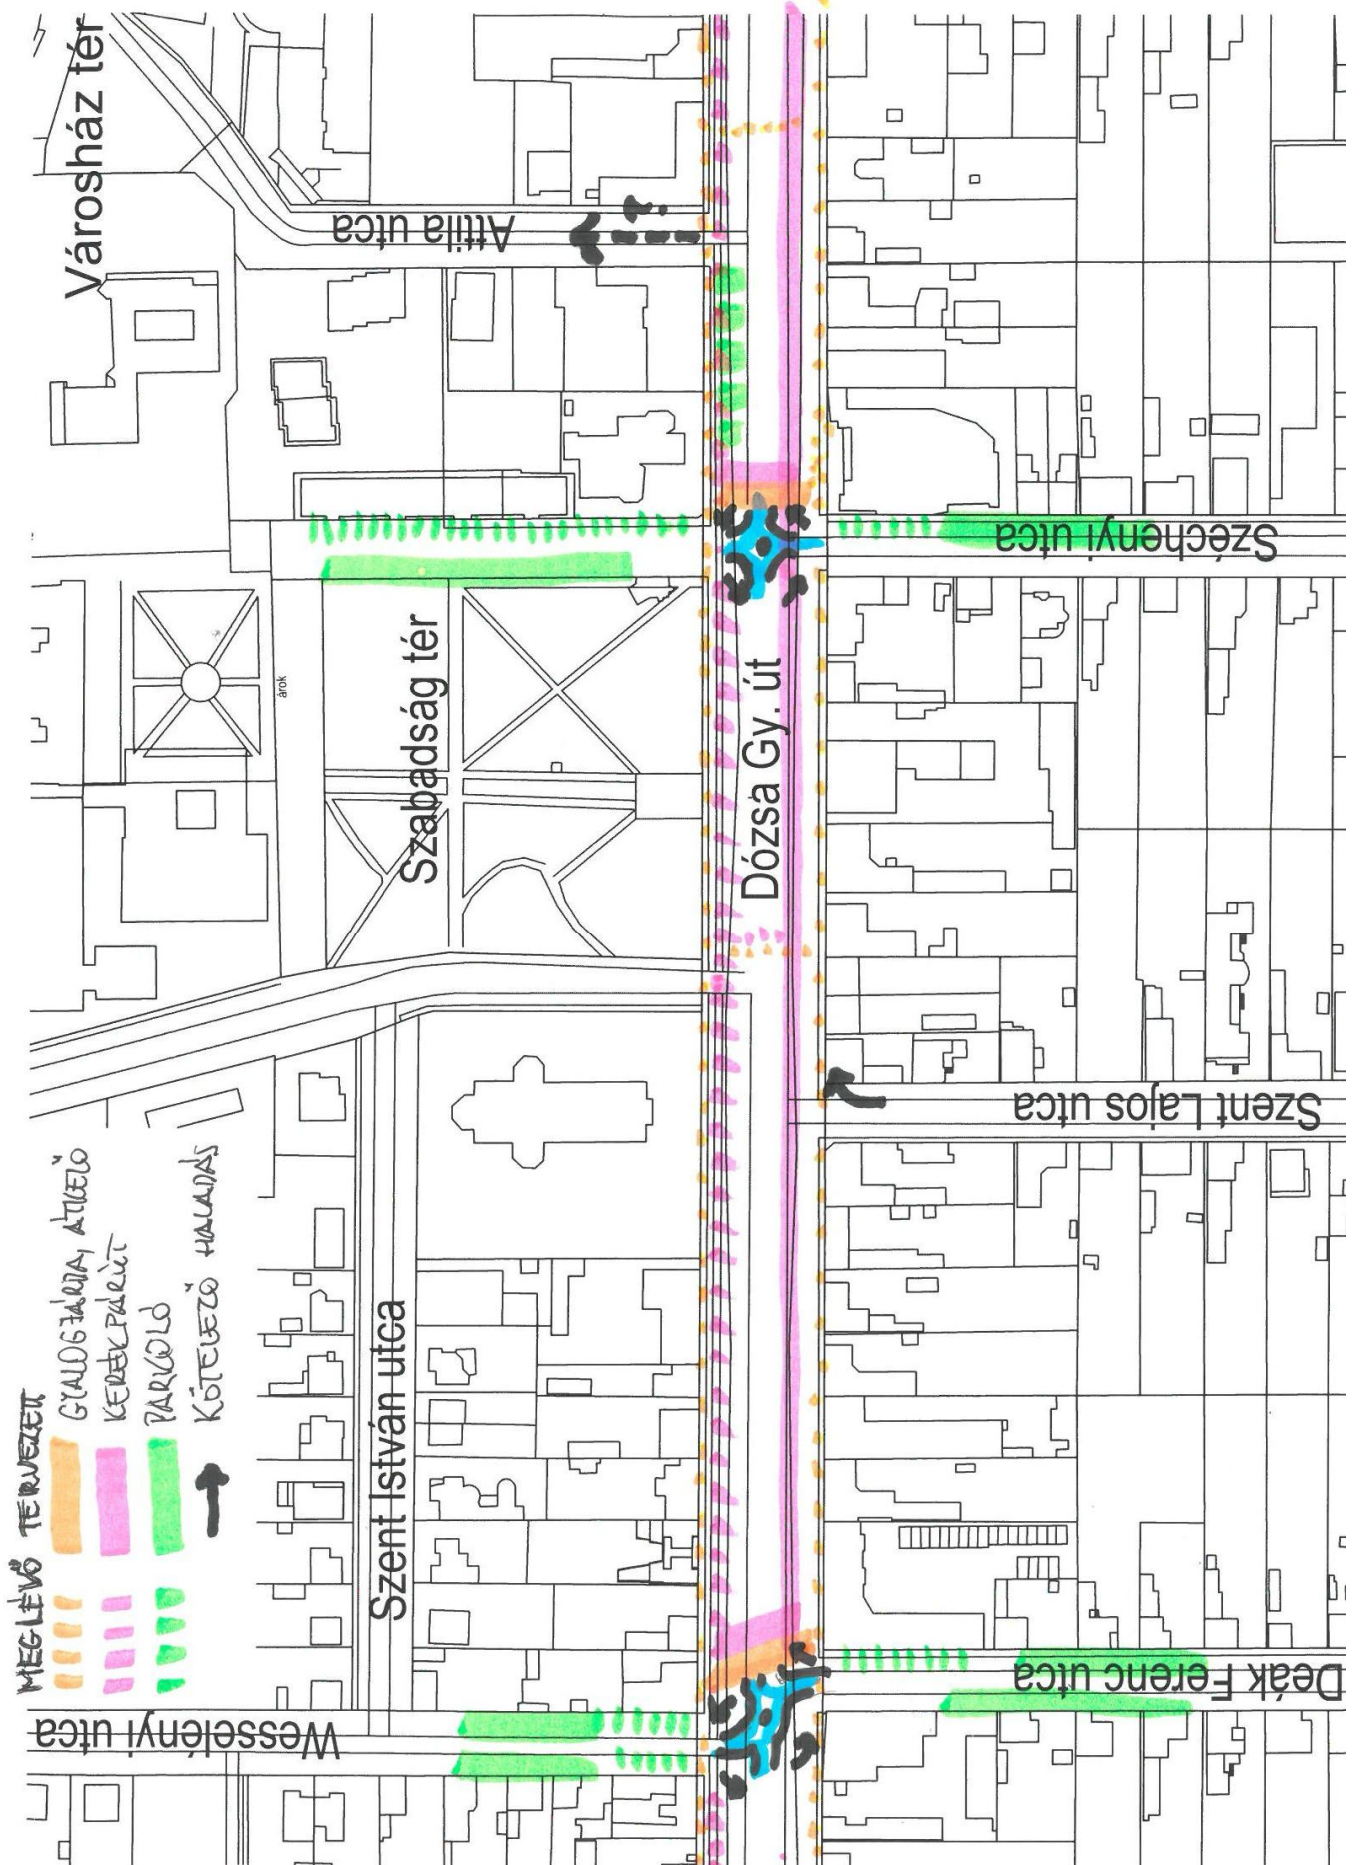 Városház tér
Attila utca
Széchenyi utca
árok
Szabadság tér
Dózsa Gy. út
Szent Lajos utca
Szent István utca
Wesselényi utca
Deák Ferenc utca
MEGLÉVŐ TERVEZETT
GYALOGJÁRDA, ÁTKELŐ
KERÉKPÁRÚT
PARKOLÓ
KÖTELEZŐ HALADÁS